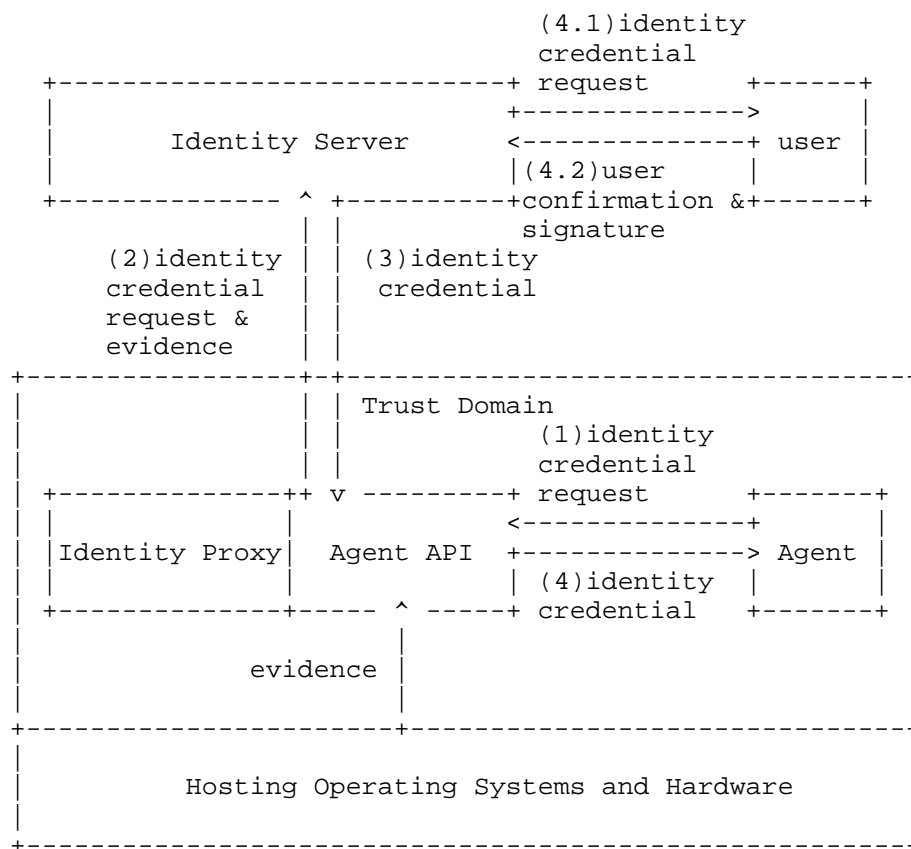 (4.1)identity
credential
request
Identity Server
user
(4.2)user
confirmation &
signature
(2)identity
credential
request &
evidence
(3)identity
credential
Trust Domain
(1)identity
credential
request
Identity Proxy
Agent API
Agent
(4)identity
credential
evidence
Hosting Operating Systems and Hardware